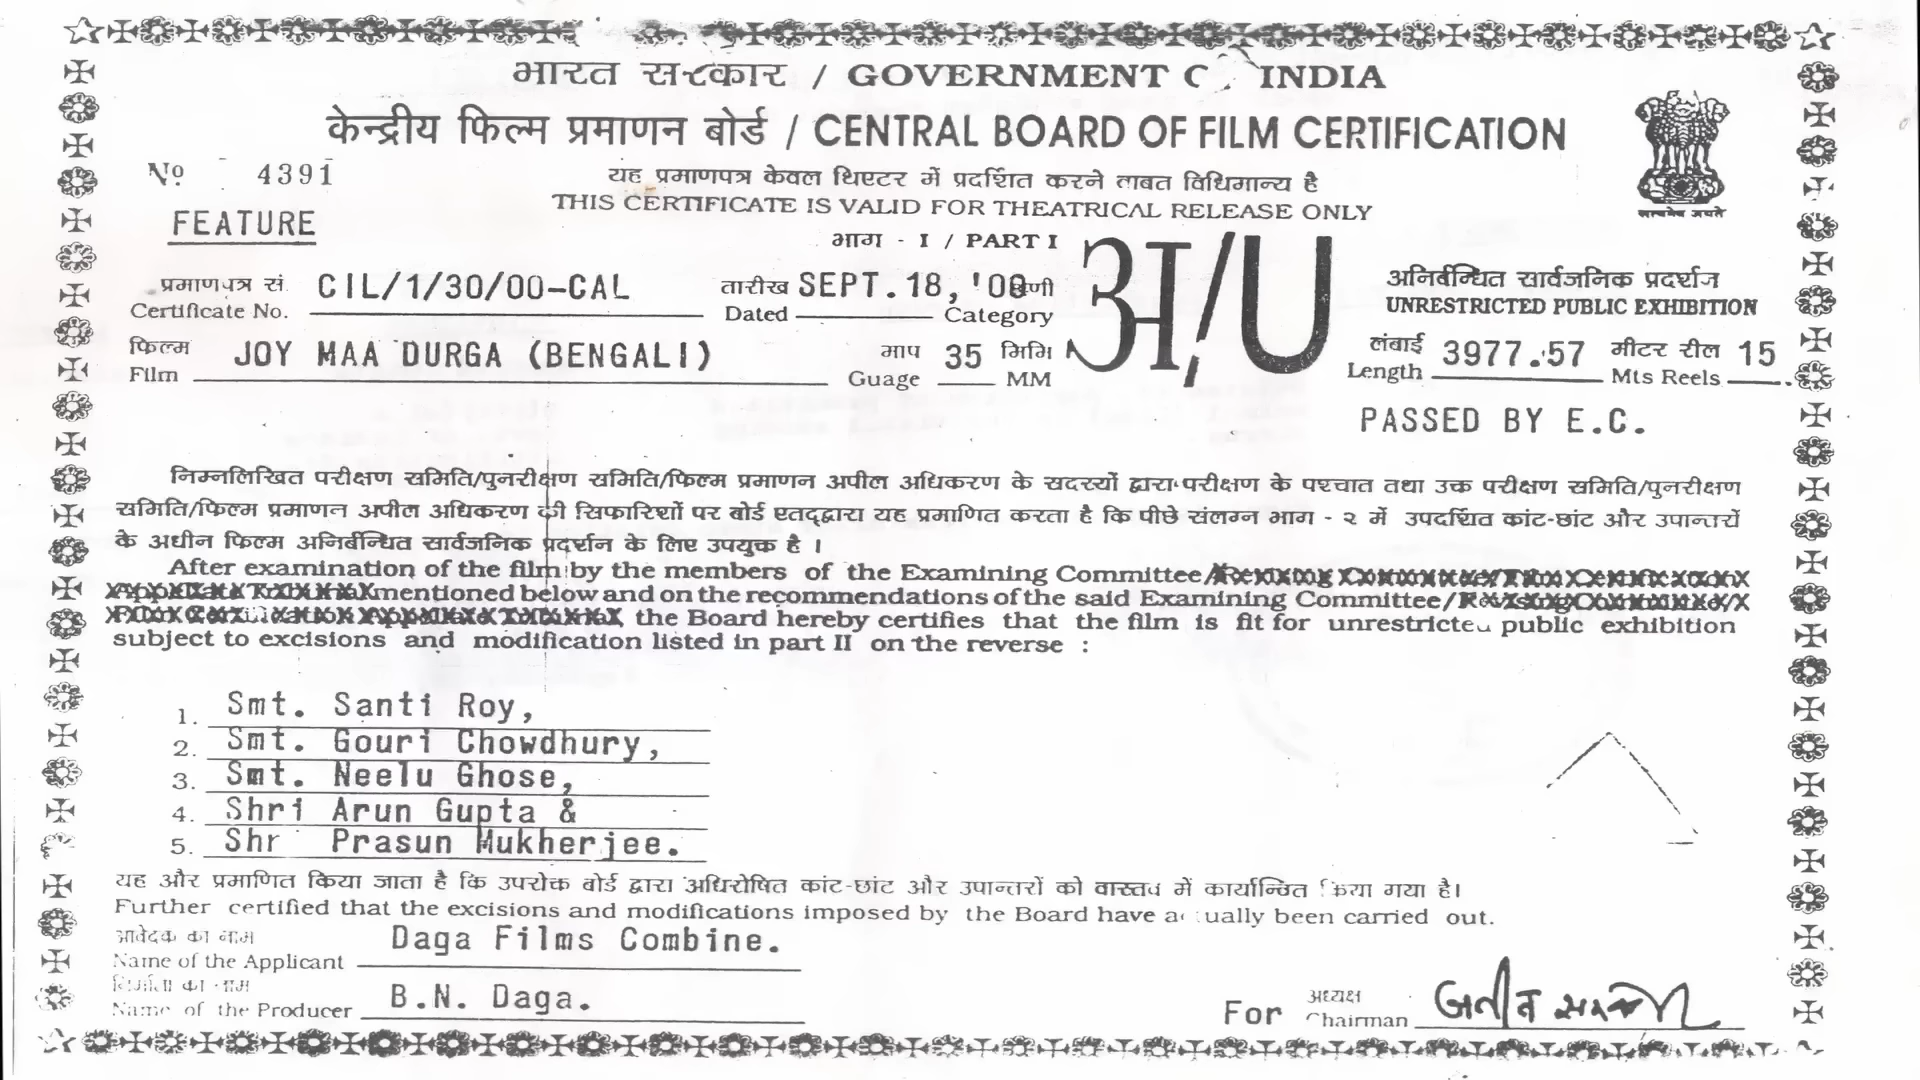 भारत सरकार / GOVERNMENT INDIA
केन्द्रीय फिल्म प्रमाणन बोर्ड / CENTRAL BOARD OF FILM CERTIFICATION
सत्यमेव जयते
Nº 4391
यह प्रमाणपत्र केवल थिएटर में प्रदर्शित करने बाबत विधिमान्य है
THIS CERTIFICATE IS VALID FOR THEATRICAL RELEASE ONLY
FEATURE
भाग - I / PART I
प्रमाणपत्र सं. CIL/1/30/00-CAL तारीख SEPT.18,'00 श्रेणी अ/U अनिर्बन्धित सार्वजनिक प्रदर्शन
Certificate No. Dated Category UNRESTRICTED PUBLIC EXHIBITION
फिल्म JOY MAA DURGA (BENGALI) माप 35 मिमि लंबाई 3977.57 मीटर रील 15
Film Guage MM Length Mts Reels
PASSED BY E.C.
निम्नलिखित परीक्षण समिति/पुनरीक्षण समिति/फिल्म प्रमाणन अपील अधिकरण के सदस्यों द्वारा परीक्षण के पश्चात तथा उक्त परीक्षण समिति/पुनरीक्षण
समिति/फिल्म प्रमाणन अपील अधिकरण की सिफारिशों पर बोर्ड एतद्द्वारा यह प्रमाणित करता है कि पीछे संलग्न भाग - २ में उपदर्शित कांट-छांट और उपान्तरों
के अधीन फिल्म अनिर्बन्धित सार्वजनिक प्रदर्शन के लिए उपयुक्त है ।
After examination of the film by the members of the Examining Committee/
mentioned below and on the recommendations of the said Examining Committee/
the Board hereby certifies that the film is fit for unrestricted public exhibition
subject to excisions and modification listed in part II on the reverse :
1. Smt. Santi Roy,
2. Smt. Gouri Chowdhury,
3. Smt. Neelu Ghose,
4. Shri Arun Gupta &
5. Shr Prasun Mukherjee.
यह और प्रमाणित किया जाता है कि उपरोक्त बोर्ड द्वारा अधिरोपित कांट-छांट और उपान्तरों को वास्तव में कार्यान्वित किया गया है।
Further certified that the excisions and modifications imposed by the Board have actually been carried out.
आवेदक का नाम Daga Films Combine.
Name of the Applicant
निर्माता का नाम B.N. Daga.
Name of the Producer
For अध्यक्ष
Chairman